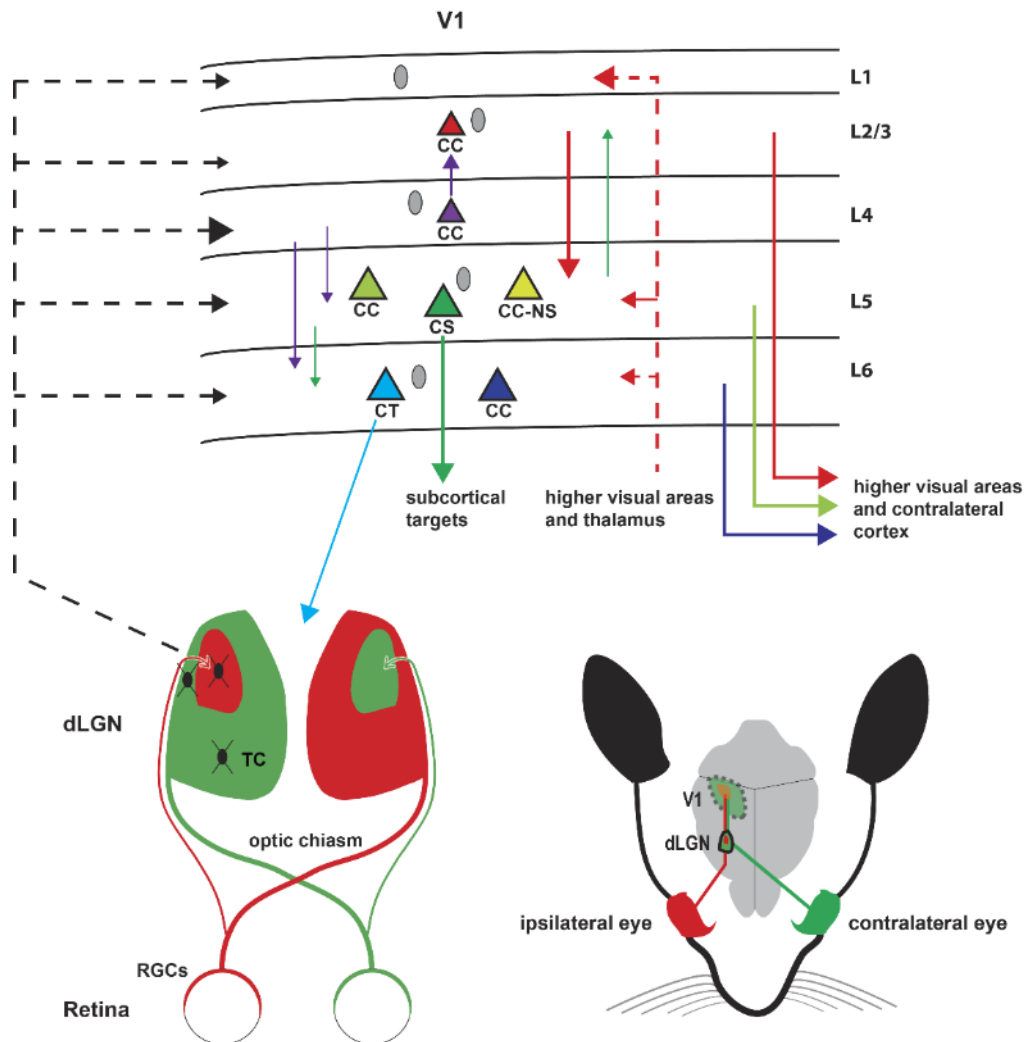 V1
L1
L2/3
CC
L4
CC
L5
CC
CS
CC-NS
L6
CT
CC
subcortical
targets
higher visual areas
and thalamus
higher visual areas
and contralateral
cortex
dLGN
TC
optic chiasm
RGCs
Retina
V1
dLGN
ipsilateral eye
contralateral eye